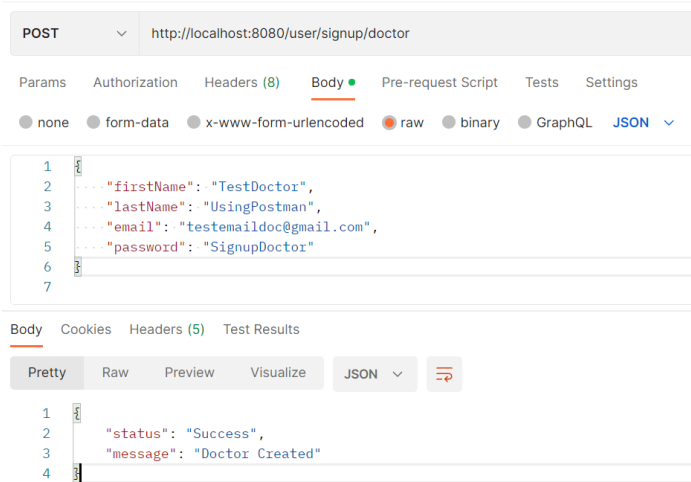 POST http://localhost:8080/user/signup/doctor
Params Authorization Headers (8) Body Pre-request Script Tests Settings
none form-data x-www-form-urlencoded raw binary GraphQL JSON
1 {
2 "firstName": "TestDoctor",
3 "lastName": "UsingPostman",
4 "email": "testemaildoc@gmail.com",
5 "password": "SignupDoctor"
6 }
7
Body Cookies Headers (5) Test Results
Pretty Raw Preview Visualize JSON
1 {
2 "status": "Success",
3 "message": "Doctor Created"
4 }